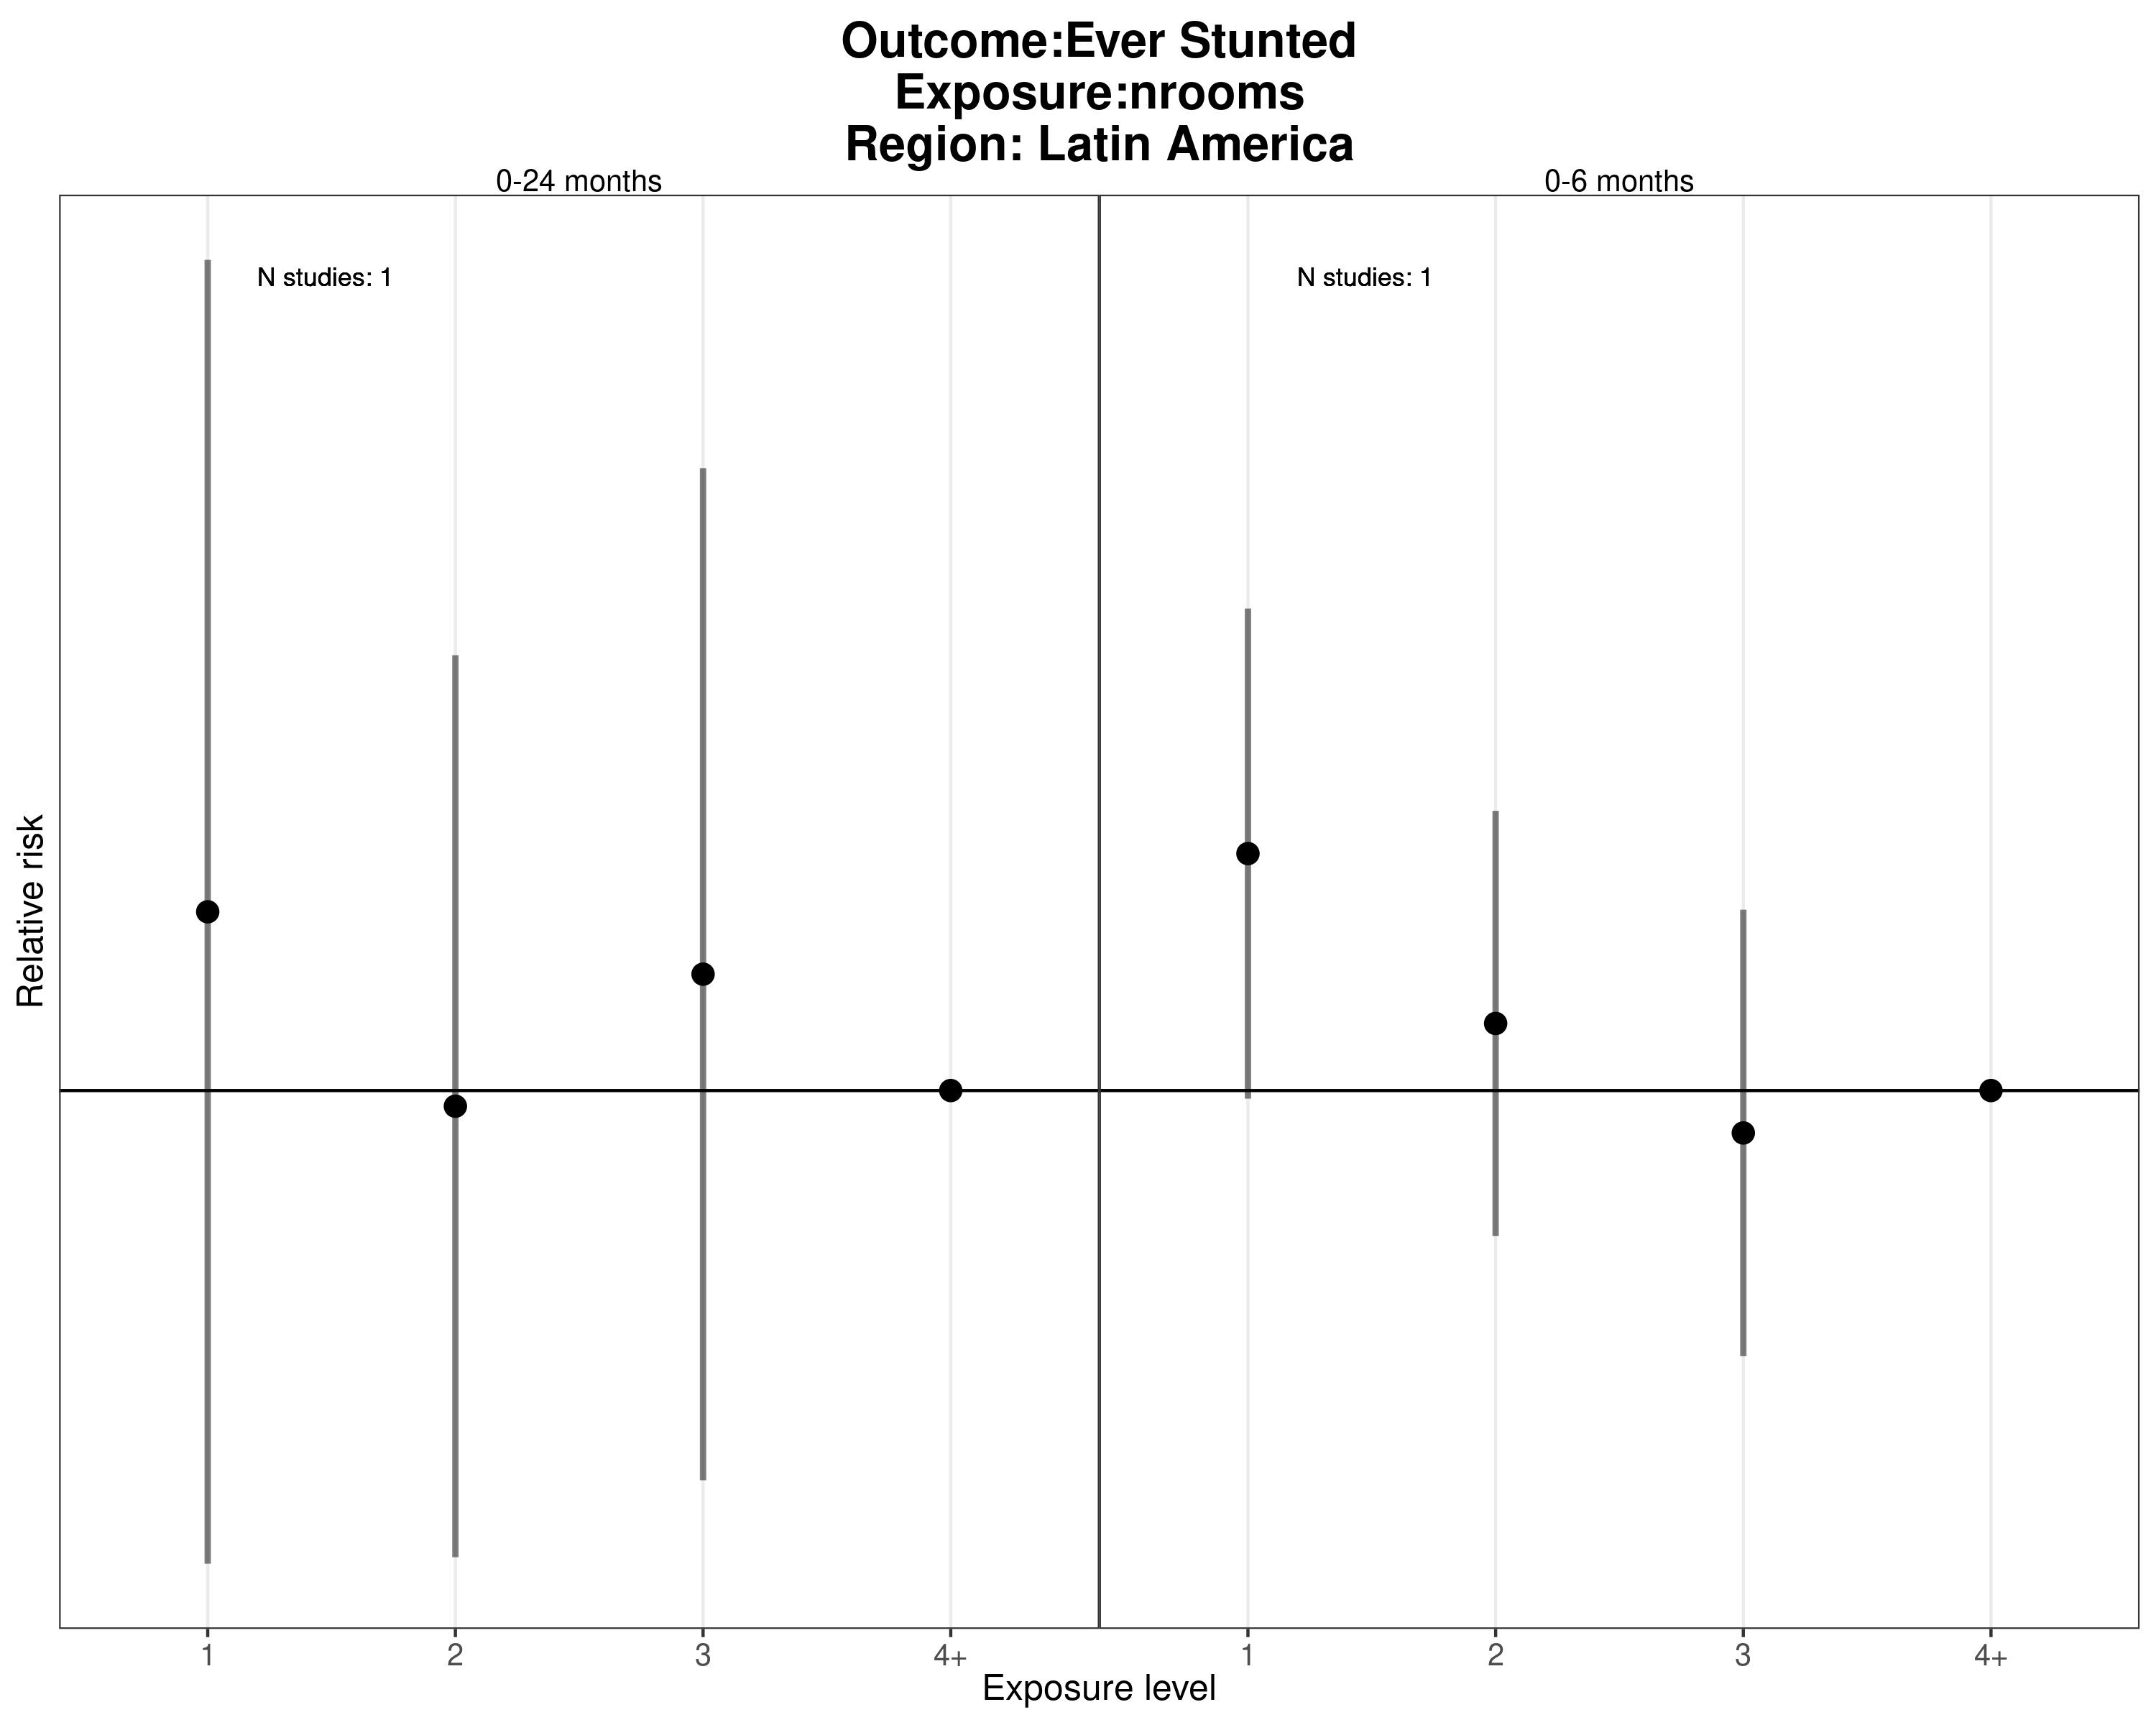 Outcome:Ever Stunted
Exposure:nrooms
Region: Latin America
0-24 months
0-6 months
N studies: 1
N studies: 1
Relative risk
1
2
3
4+
1
2
3
4+
Exposure level